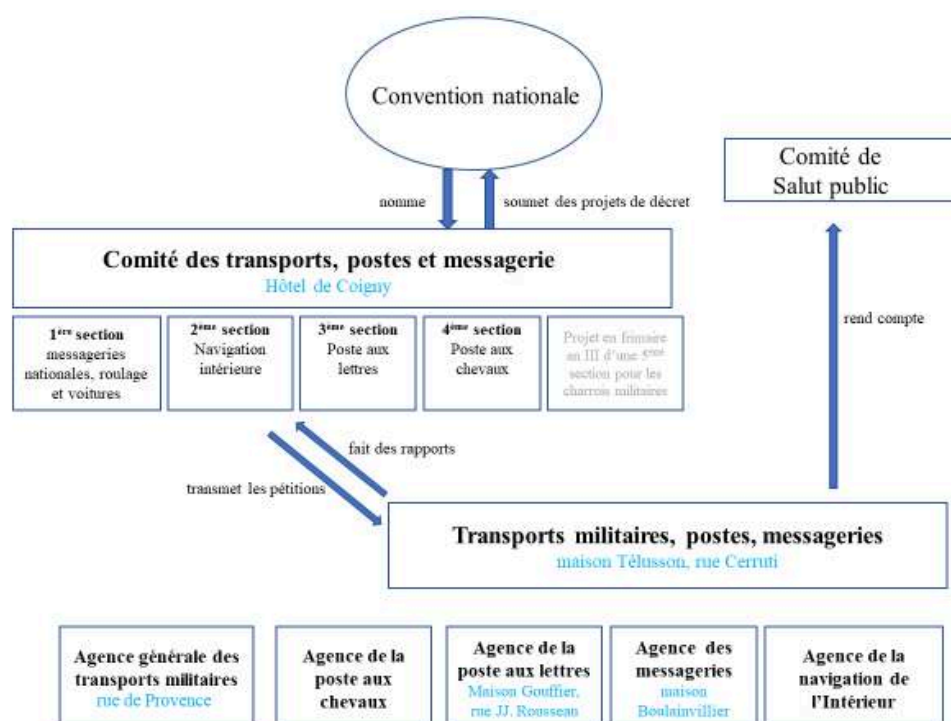 Convention nationale
Comité de
Salut public
nomme
soumet des projets de décret
Comité des transports, postes et messagerie
Hôtel de Coigny
rend compte
1ère section
messageries
nationales, roulage
et voitures
2ème section
Navigation
intérieure
3ème section
Poste aux
lettres
4ème section
Poste aux
chevaux
Projet en frimaire
an III d'une 5ème
section pour les
charrois militaires
fait des rapports
transmet les pétitions
Transports militaires, postes, messageries
maison Télusson, rue Cerruti
Agence générale des
transports militaires
rue de Provence
Agence de la
poste aux
chevaux
Agence de la
poste aux lettres
Maison Gouffier,
rue JJ. Rousseau
Agence des
messageries
maison
Boulainvillier
Agence de la
navigation de
l'Intérieur